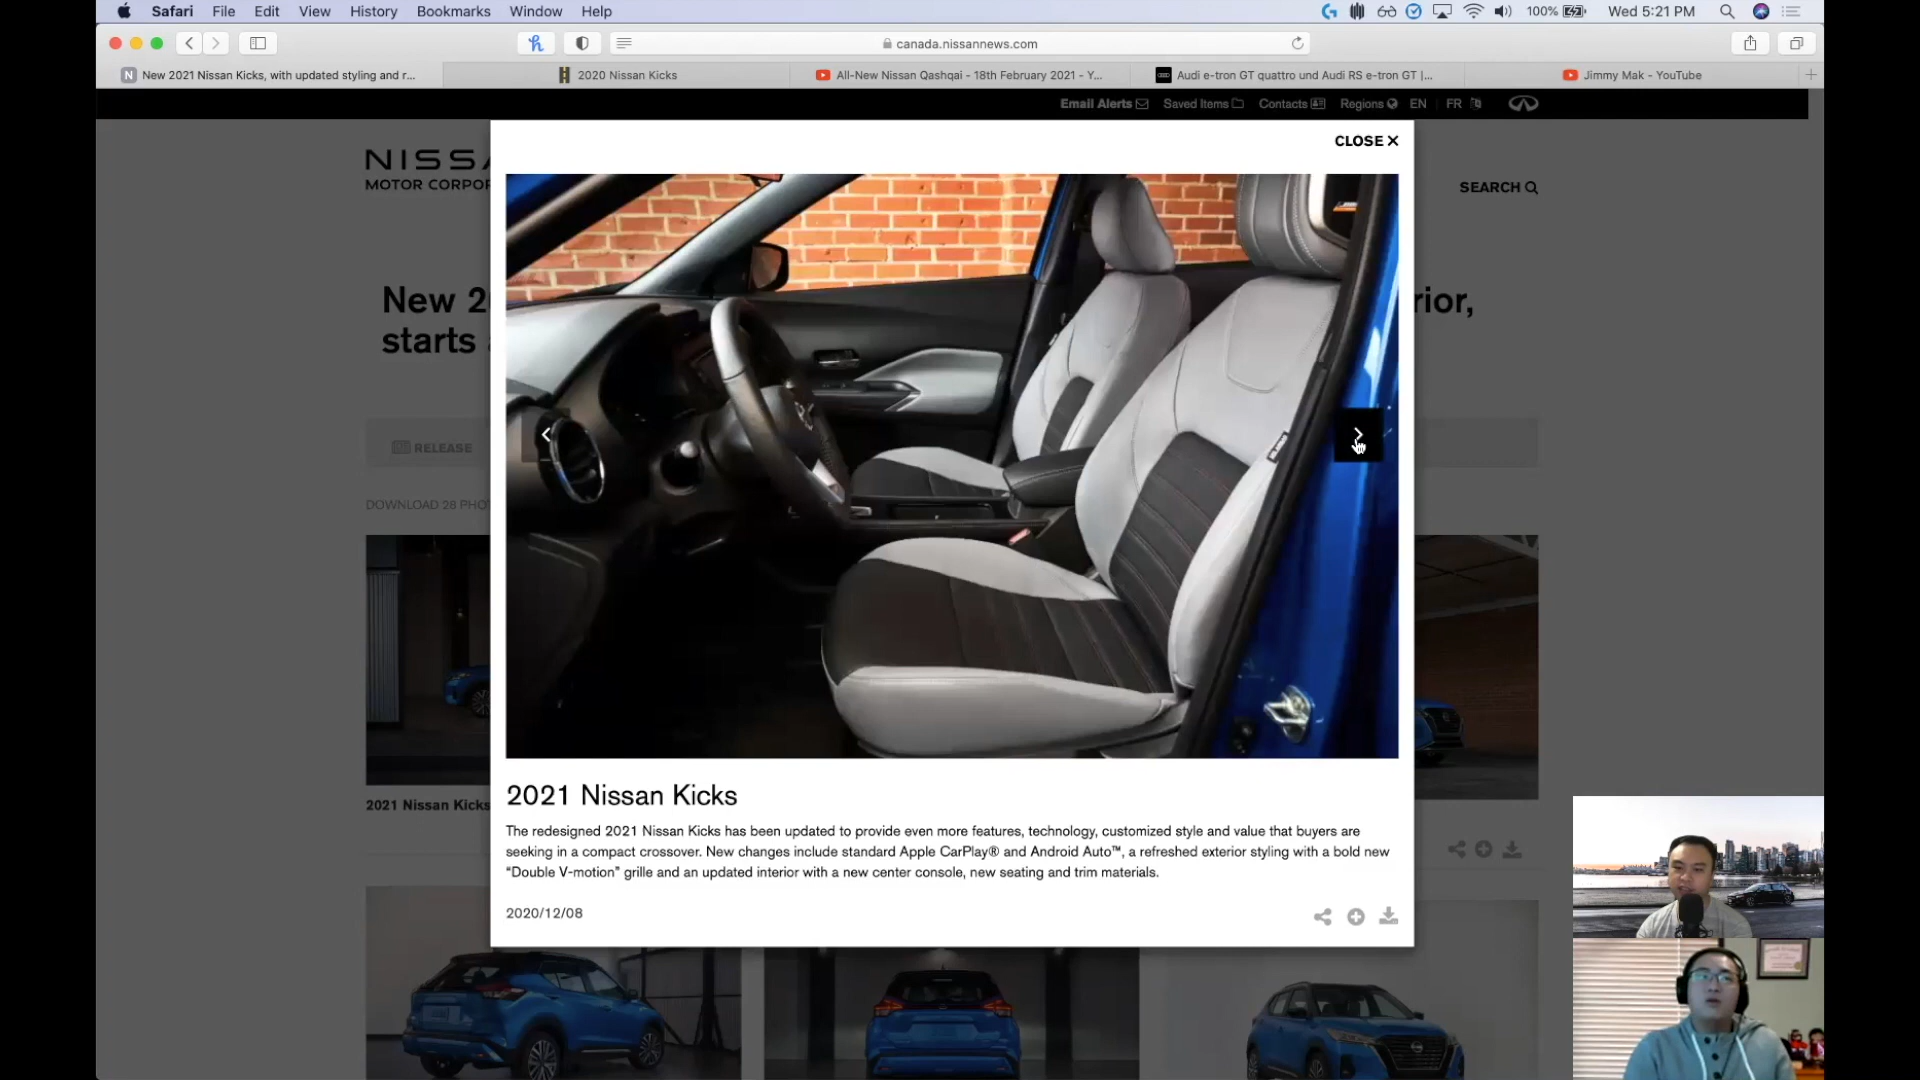 Safari File Edit View History Bookmarks Window Help 100% Wed 5:21 PM
canada.nissannews.com
New 2021 Nissan Kicks, with updated styling and r...
2020 Nissan Kicks
All-New Nissan Qashqai - 18th February 2021 - Y...
Audi e-tron GT quattro und Audi RS e-tron GT |...
Jimmy Mak - YouTube
Email Alerts Saved Items Contacts Regions EN FR
CLOSE
NISSA
MOTOR CORPOR
SEARCH
New 2 rior,
starts
RELEASE
DOWNLOAD 28 PHO
2021 Nissan Kicks
2021 Nissan Kicks
The redesigned 2021 Nissan Kicks has been updated to provide even more features, technology, customized style and value that buyers are
seeking in a compact crossover. New changes include standard Apple CarPlay® and Android Auto™, a refreshed exterior styling with a bold new
“Double V-motion” grille and an updated interior with a new center console, new seating and trim materials.
2020/12/08